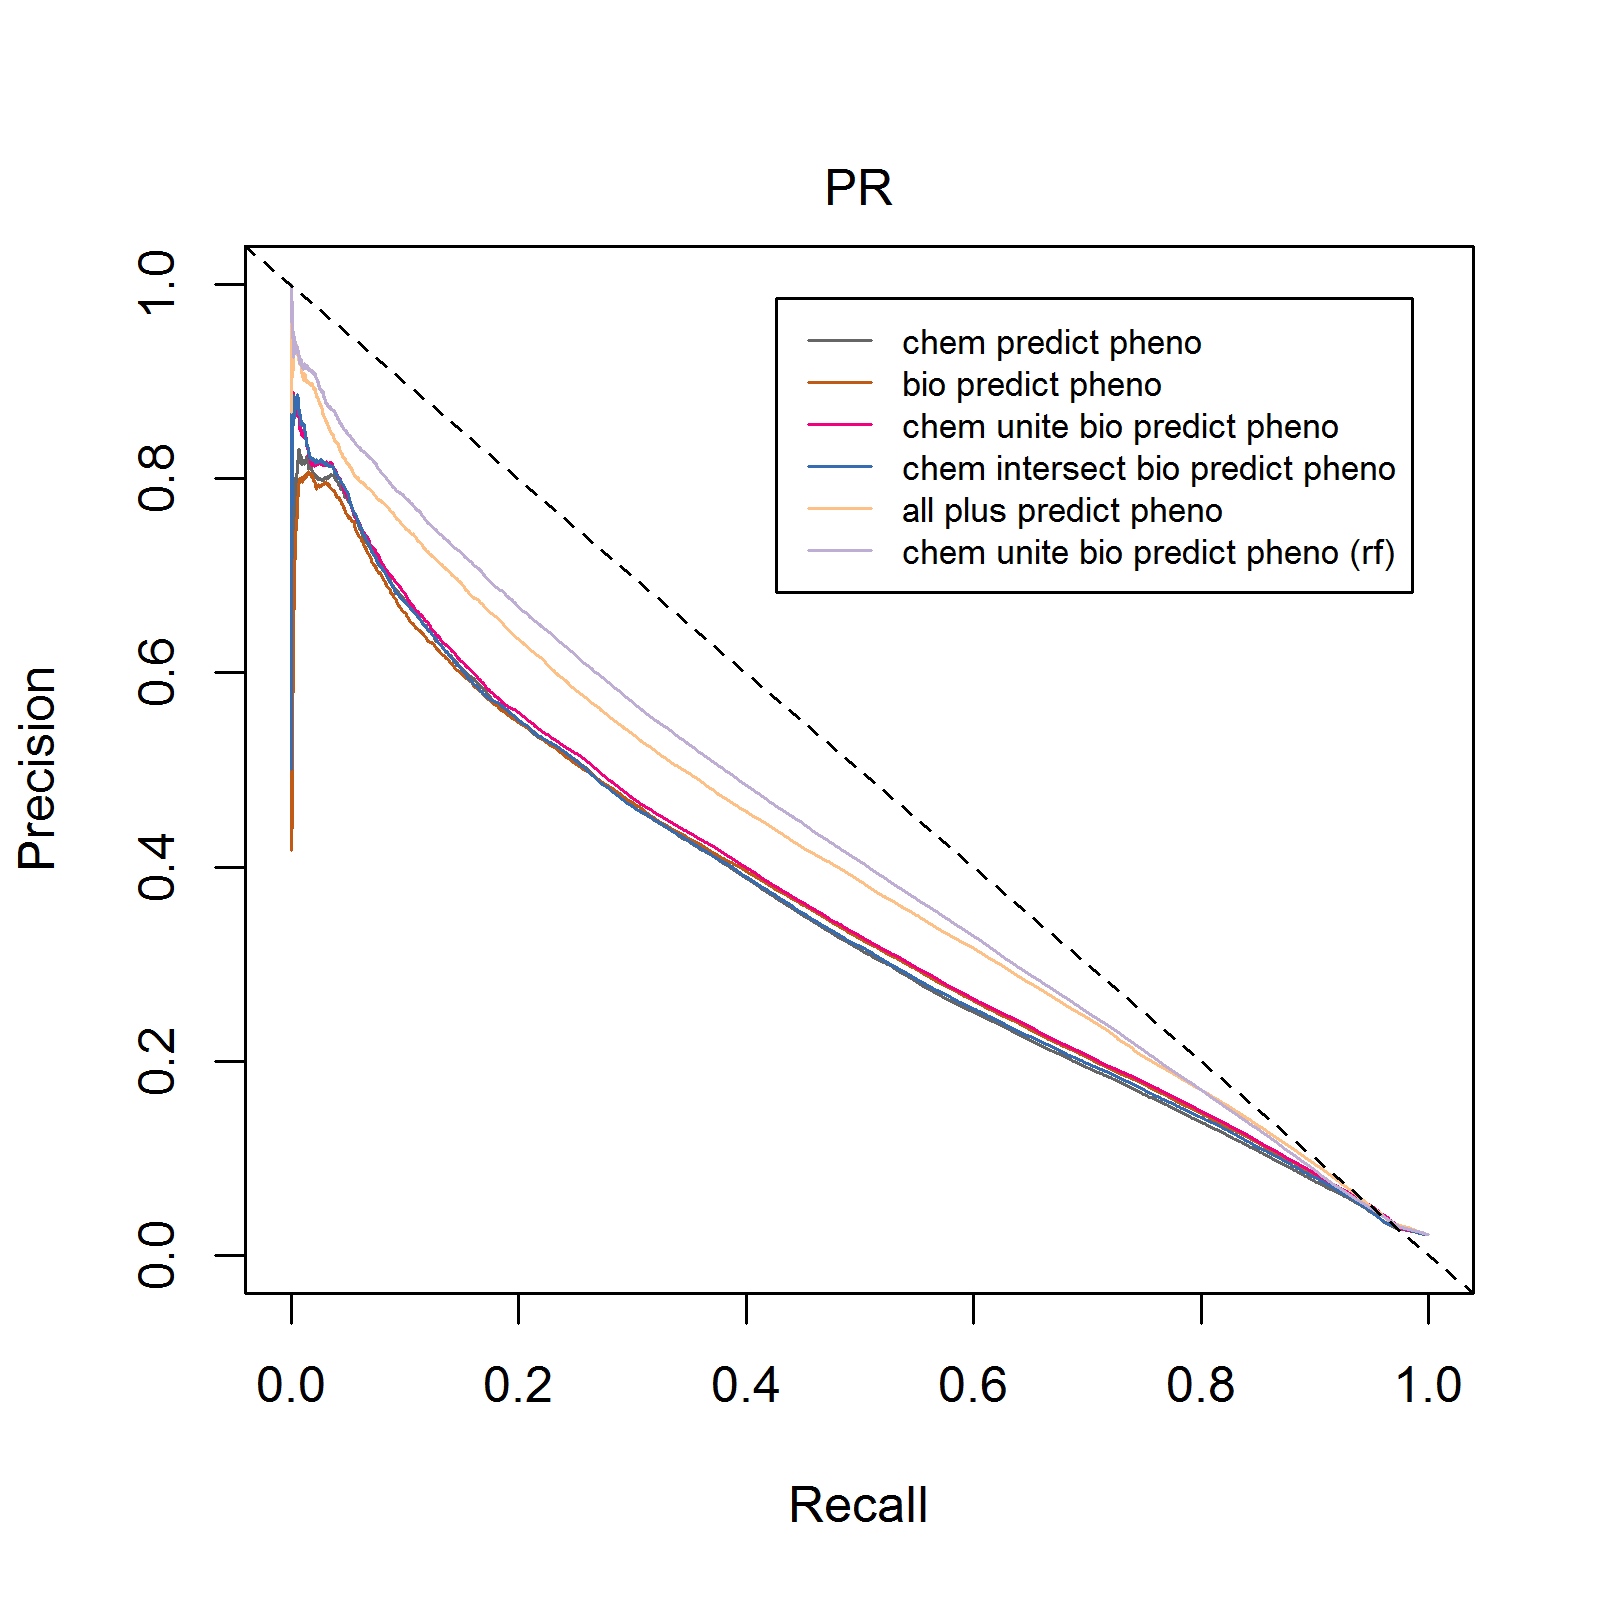 PR
Precision
1.0
0.8
0.6
0.4
0.2
0.0
chem predict pheno
bio predict pheno
chem unite bio predict pheno
chem intersect bio predict pheno
all plus predict pheno
chem unite bio predict pheno (rf)
0.0 0.2 0.4 0.6 0.8 1.0
Recall